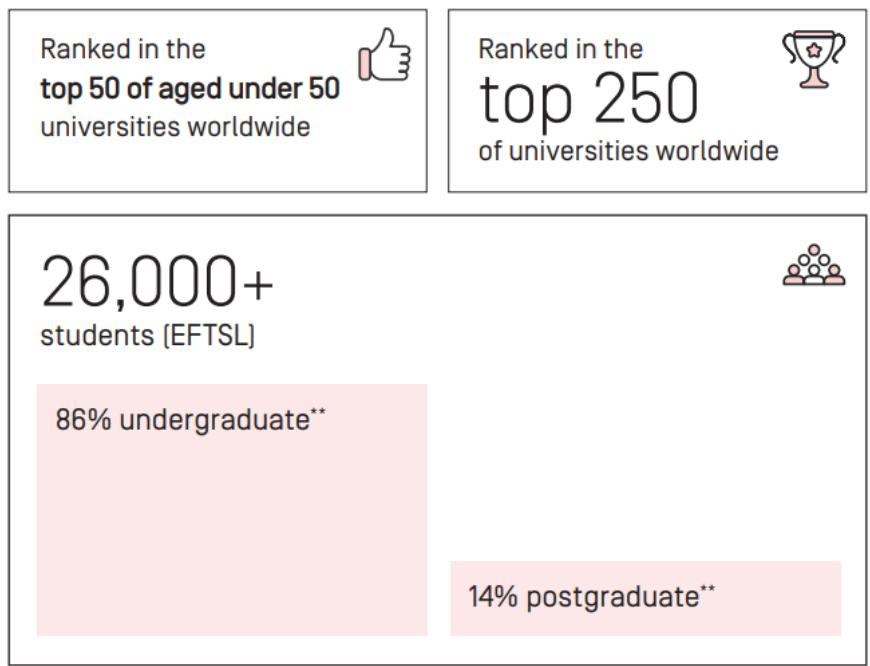 Ranked in the
top 50 of aged under 50
universities worldwide
Ranked in the
top 250
of universities worldwide
26,000+
students (EFTSL)
86% undergraduate**
14% postgraduate**